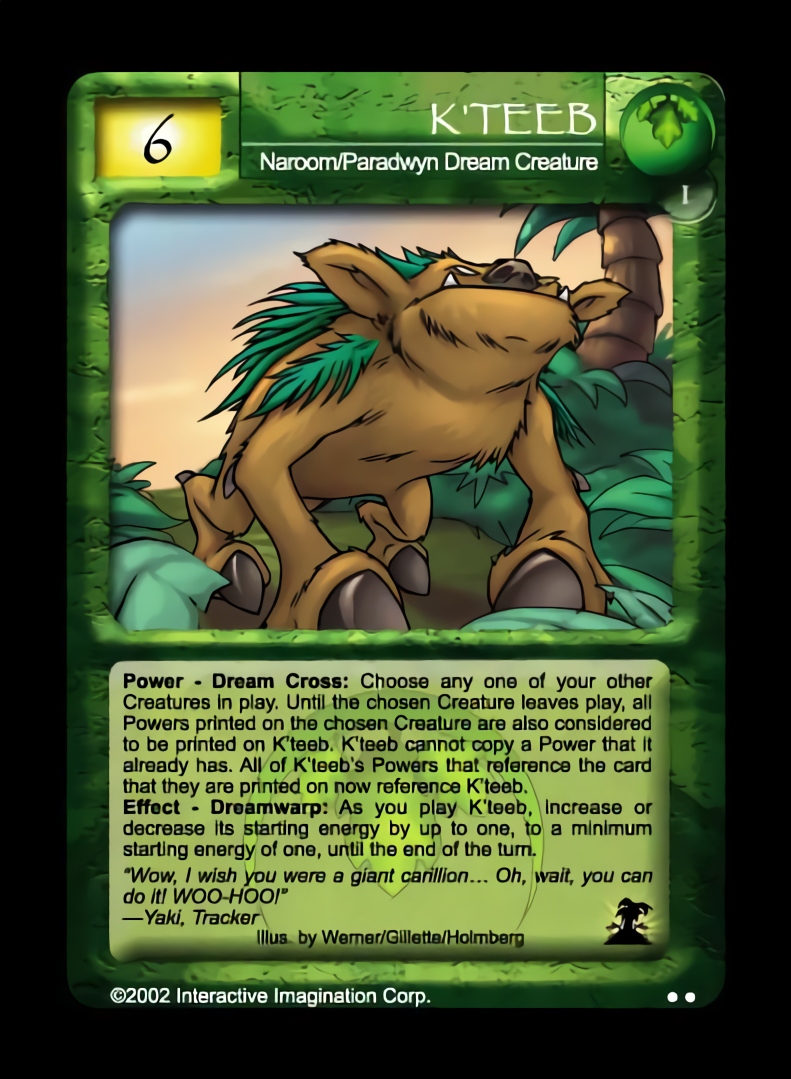 6
K'TEEB
Naroom/Paradwyn Dream Creature
I
Power - Dream Cross: Choose any one of your other
Creatures in play. Until the chosen Creature leaves play, all
Powers printed on the chosen Creature are also considered
to be printed on K'teeb. K'teeb cannot copy a Power that it
already has. All of K'teeb's Powers that reference the card
that they are printed on now reference K'teeb.
Effect - Dreamwarp: As you play K'teeb, increase or
decrease its starting energy by up to one, to a minimum
starting energy of one, until the end of the turn.
"Wow, I wish you were a giant carillion... Oh, wait, you can
do it! WOO-HOO!"
—Yaki, Tracker
Illus. by Werner/Gillette/Holmberg
©2002 Interactive Imagination Corp.